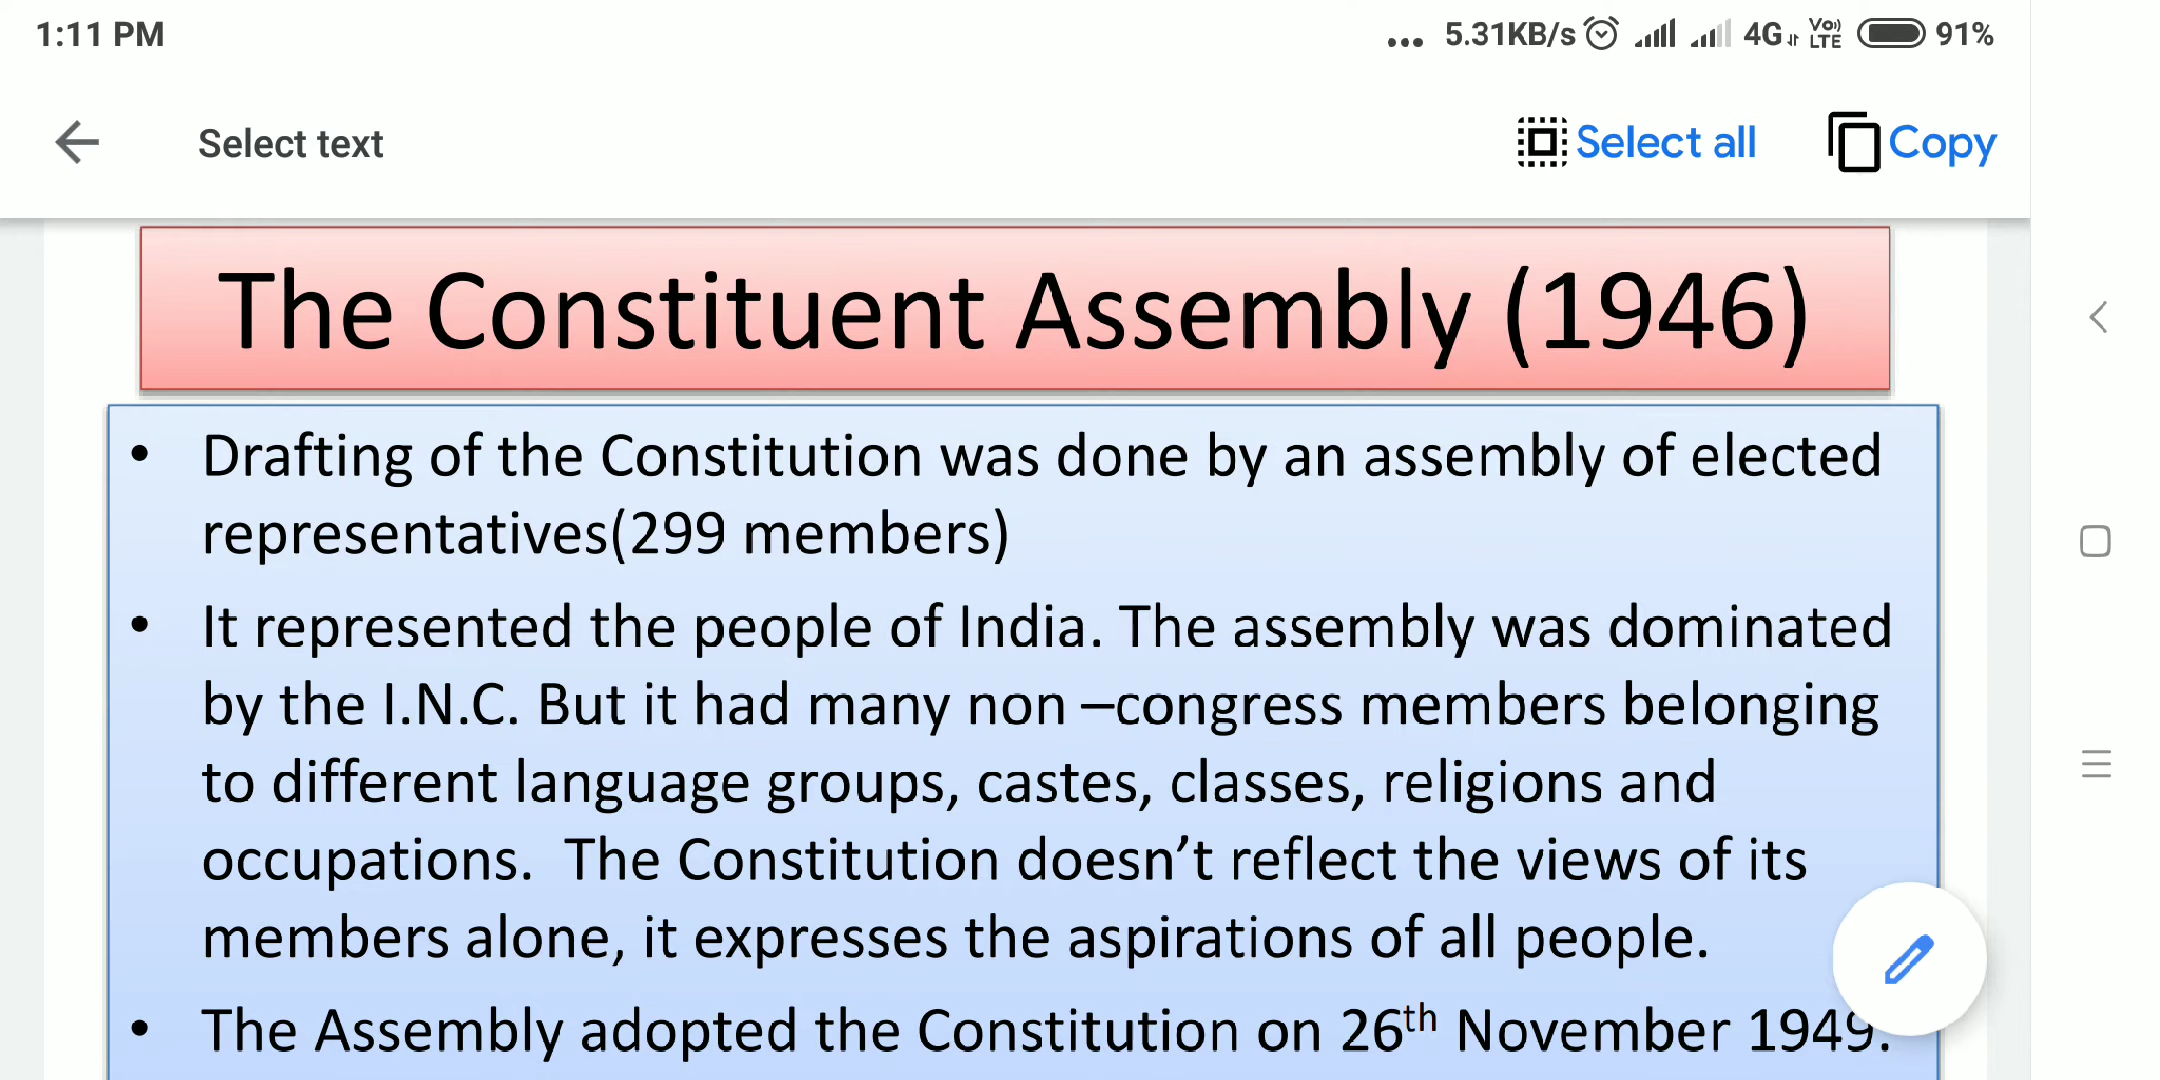 1:11 PM
... 5.31KB/s 4G VoLTE 91%
Select text
Select all
Copy
The Constituent Assembly (1946)
• Drafting of the Constitution was done by an assembly of elected
representatives(299 members)
• It represented the people of India. The assembly was dominated
by the I.N.C. But it had many non –congress members belonging
to different language groups, castes, classes, religions and
occupations.  The Constitution doesn’t reflect the views of its
members alone, it expresses the aspirations of all people.
• The Assembly adopted the Constitution on 26th November 1949.